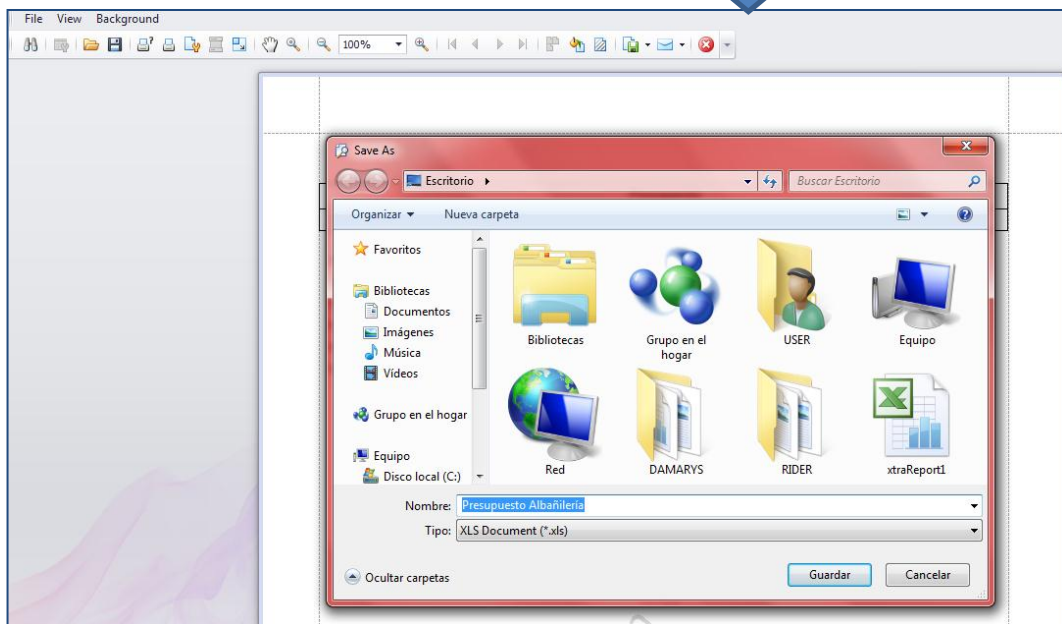 File View Background
100%
Save As
Escritorio
Buscar Escritorio
Organizar Nueva carpeta
Favoritos
Bibliotecas
Documentos
Imágenes
Música
Vídeos
Grupo en el hogar
Equipo
Disco local (C:)
Bibliotecas
Grupo en el hogar
USER
Equipo
Red
DAMARYS
RIDER
xtraReport1
Nombre: Presupuesto Albañilería
Tipo: XLS Document (*.xls)
Ocultar carpetas
Guardar Cancelar